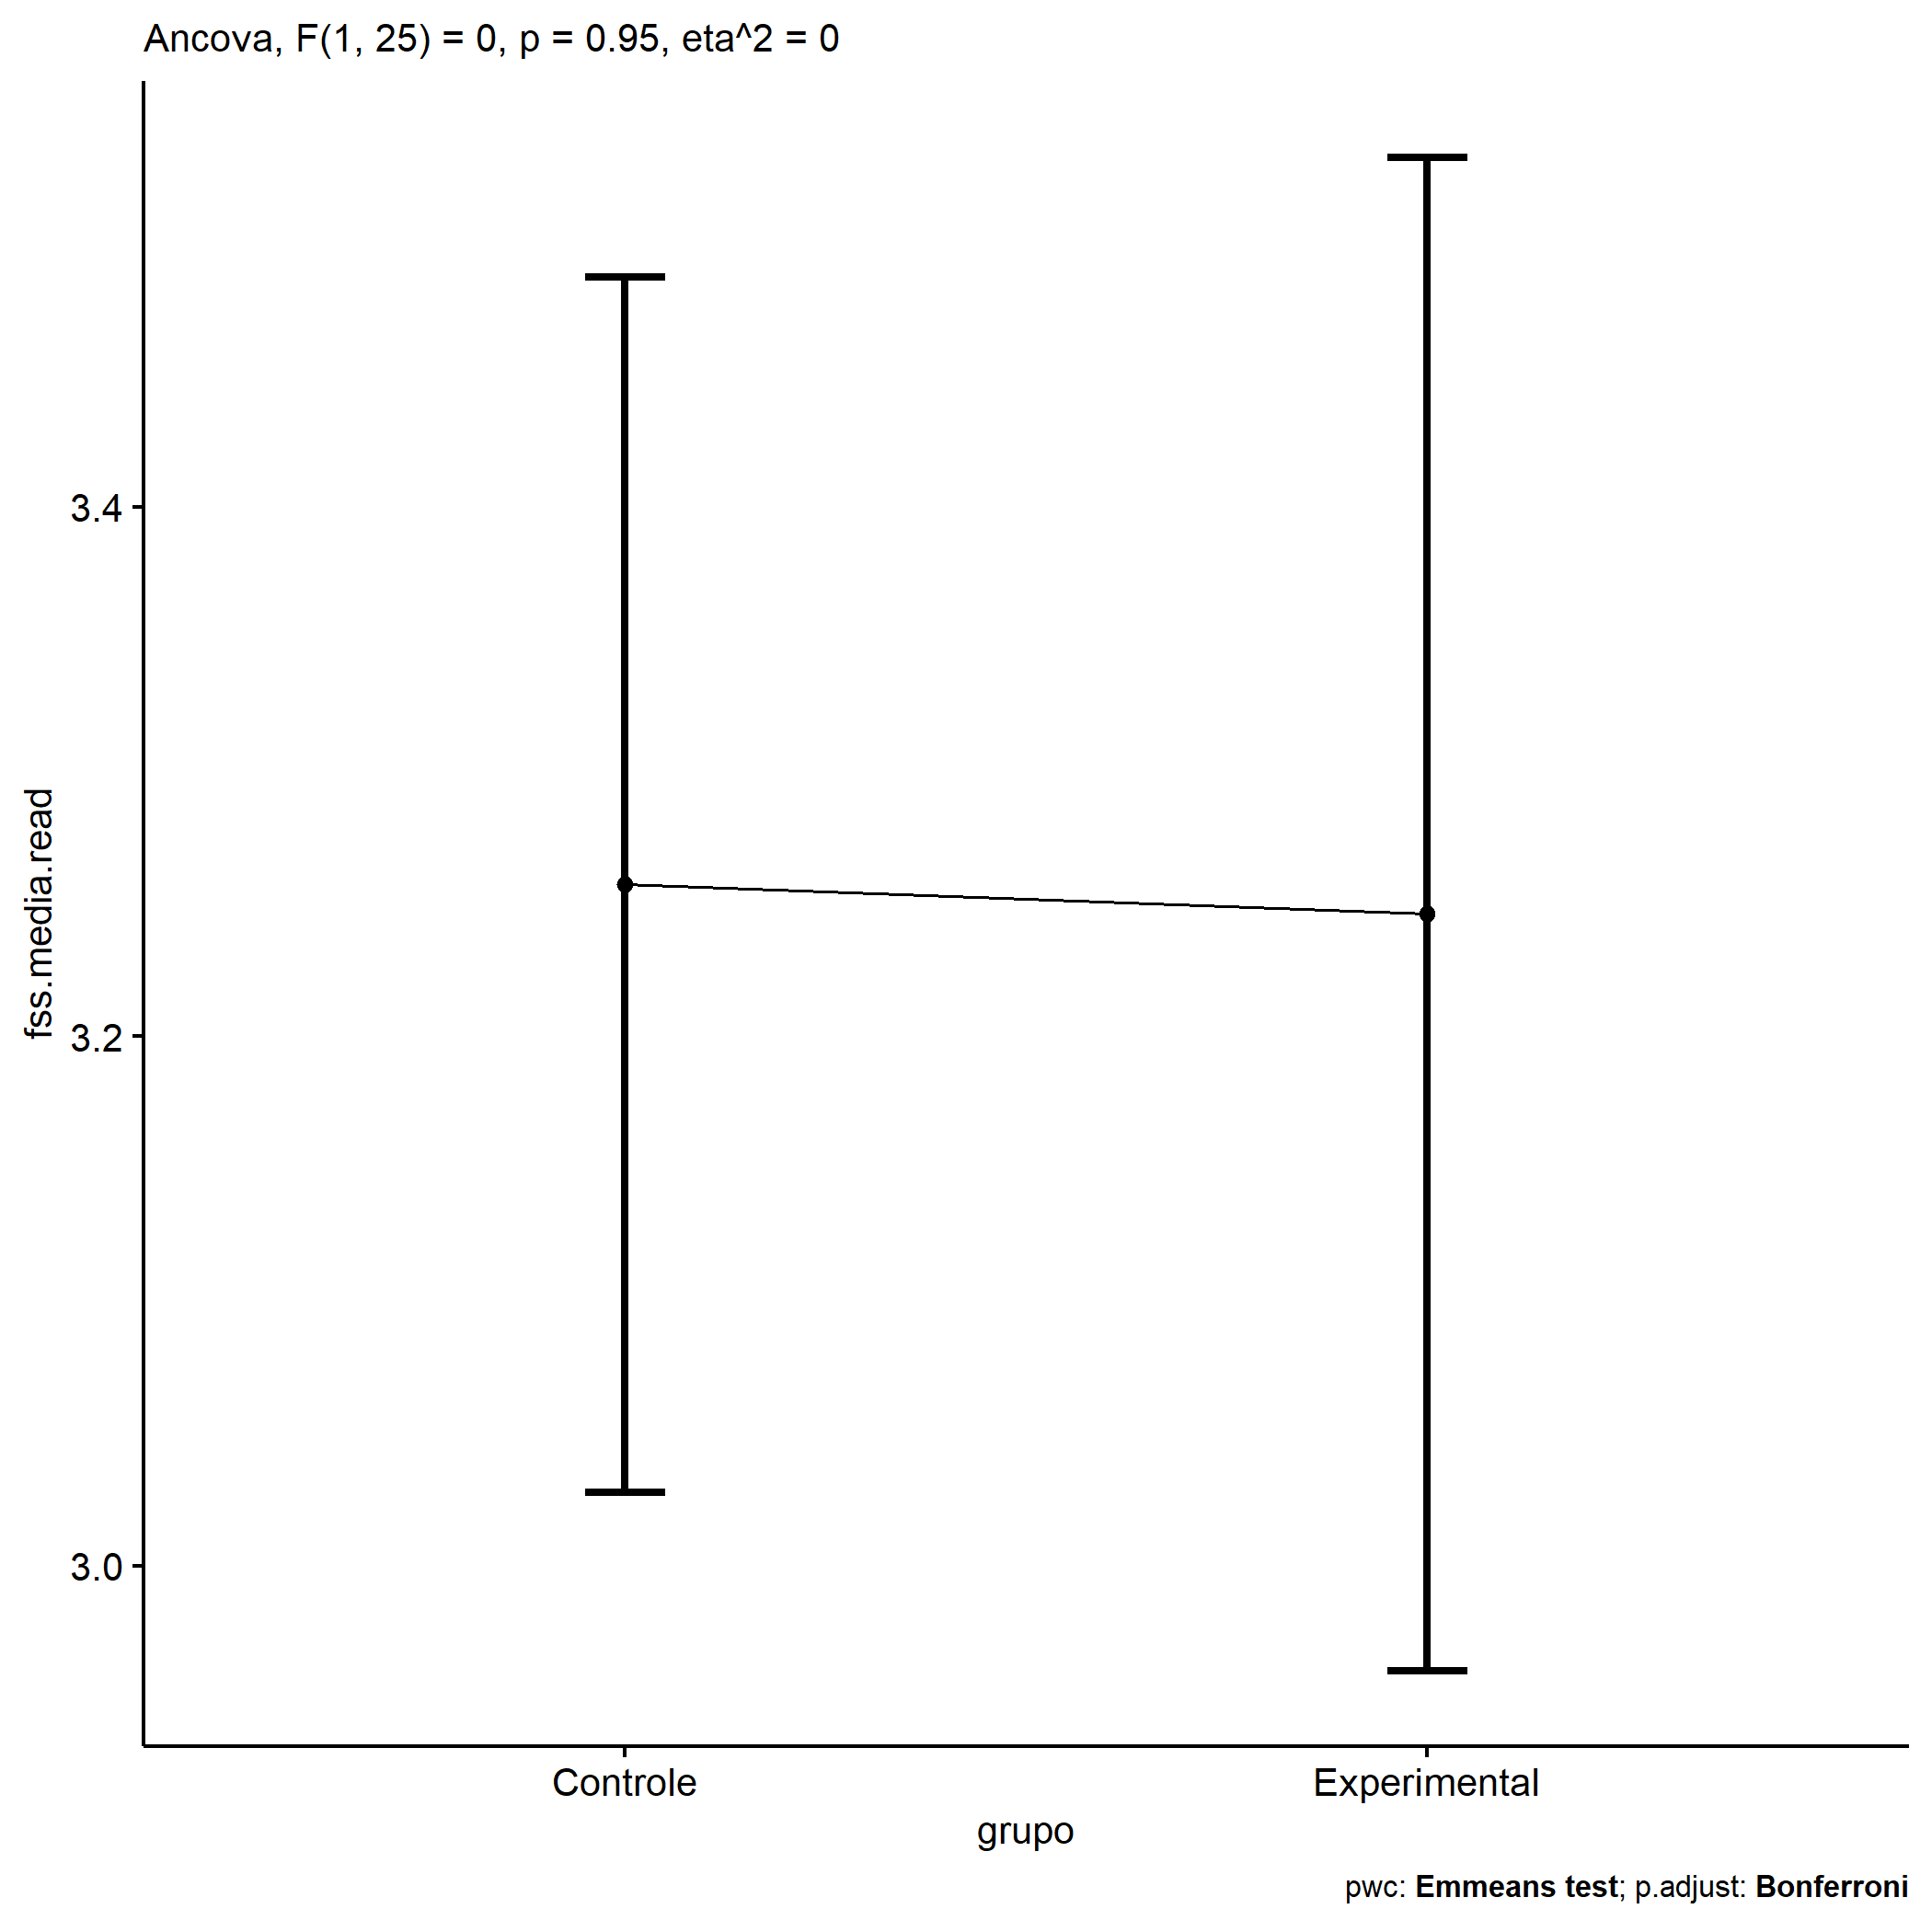 Ancova, F(1, 25) = 0, p = 0.95, eta^2 = 0
fss.media.read
3.4
3.2
3.0
Controle
Experimental
grupo
pwc: Emmeans test; p.adjust: Bonferroni